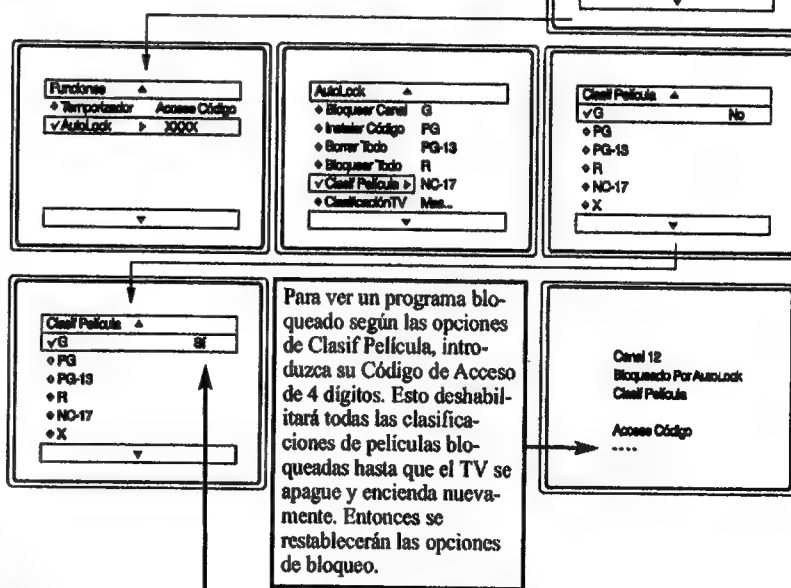 Funciones
Temporizador Access Código
AutoLock XXXX
AutoLock
Bloquear Canal G
Instalar Código PG
Borrar Todo PG-13
Bloquear Todo R
Clasif Película NC-17
ClasificaciónTV Mas...
Clasif Película
G No
PG
PG-13
R
NC-17
X
Clasif Película
G Sí
PG
PG-13
R
NC-17
X
Para ver un programa blo-
queado según las opciones
de Clasif Película, intro-
duzca su Código de Acceso
de 4 dígitos. Esto deshabil-
itará todas las clasifica-
ciones de películas blo-
queadas hasta que el TV se
apague y encienda nueva-
mente. Entonces se
restablecerán las opciones
de bloqueo.
Canal 12
Bloqueado Por AutoLock
Clasif Película
Access Código
----